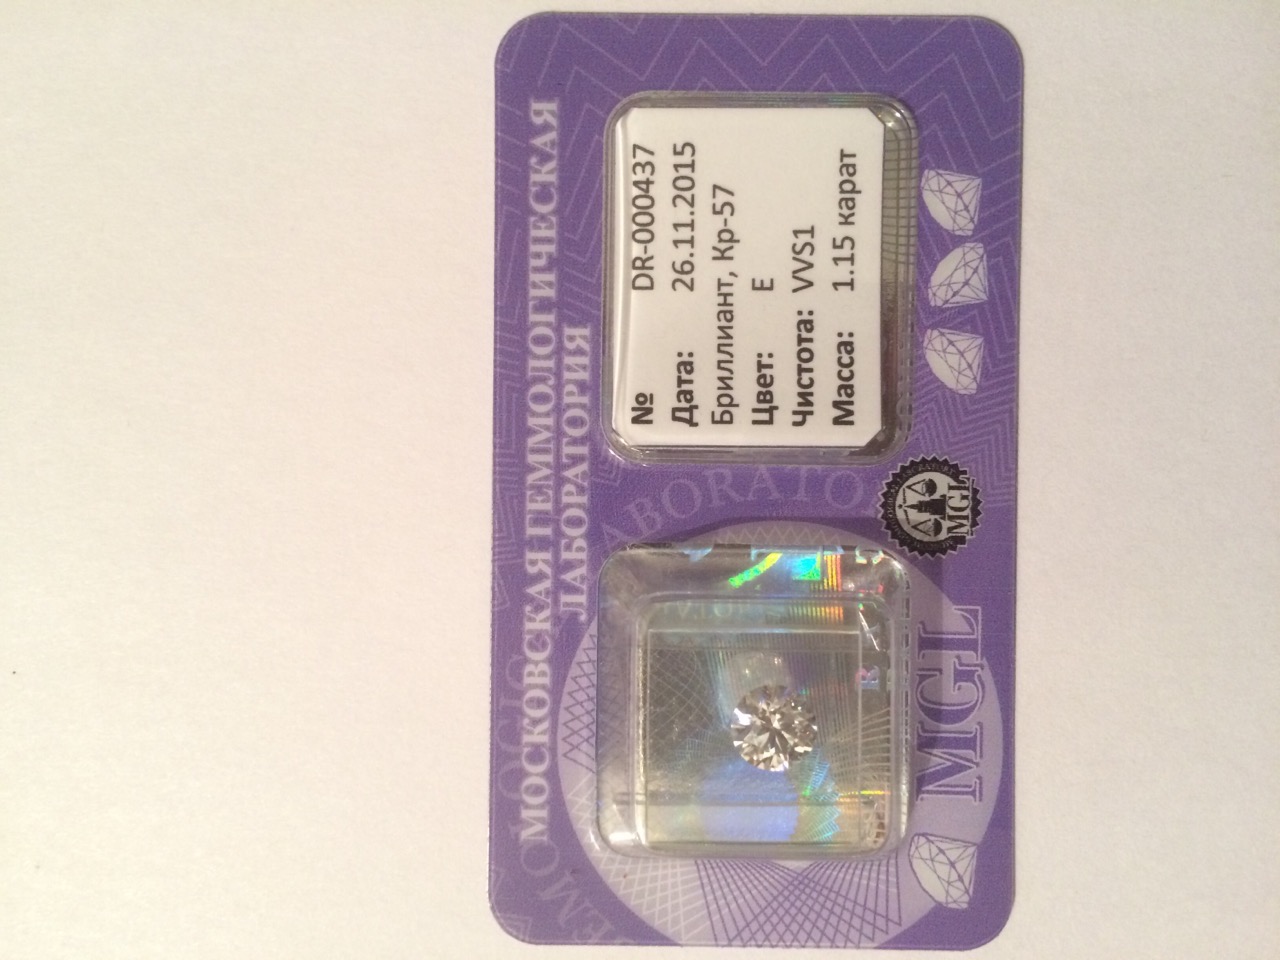 МОСКОВСКАЯ ГЕММОЛОГИЧЕСКАЯ
ЛАБОРАТОРИЯ
№ DR-000437
Дата: 26.11.2015
Бриллиант, Кр-57
Цвет: E
Чистота: VVS1
Масса: 1.15 карат
MGL
MGL